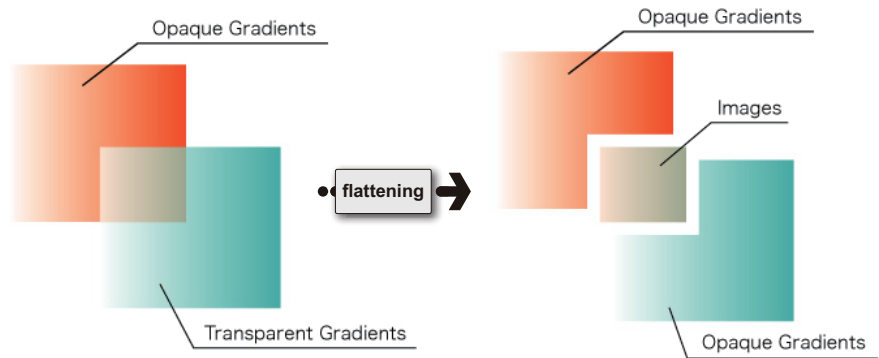 Opaque Gradients
Transparent Gradients
flattening
Opaque Gradients
Images
Opaque Gradients